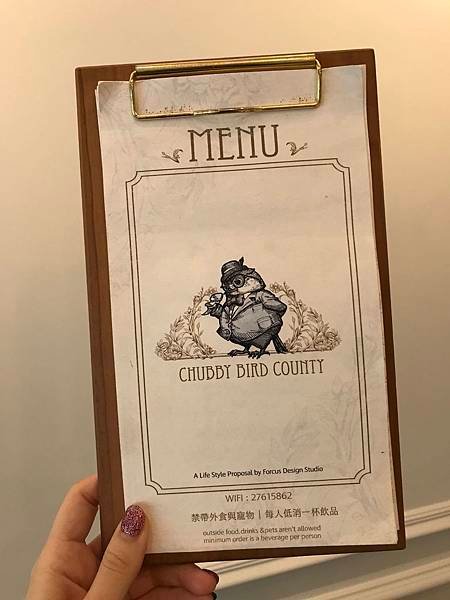 MENU
CHUBBY BIRD COUNTY
A Life Style Proposal by Forcus Design Studio
WIFI : 27615862
禁帶外食與寵物 | 每人低消一杯飲品
outside food.drinks &pets aren't allowed
minimum order is a beverage per person